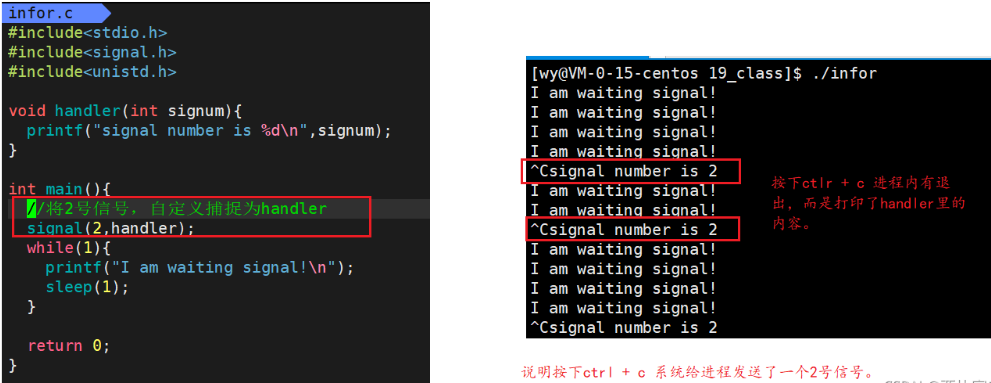 infor.c
#include<stdio.h>
#include<signal.h>
#include<unistd.h>
void handler(int signum){
  printf("signal number is %d\n",signum);
}
int main(){
  //将2号信号，自定义捕捉为handler
  signal(2,handler);
  while(1){
    printf("I am waiting signal!\n");
    sleep(1);
  }
  return 0;
}
[wy@VM-0-15-centos 19_class]$ ./infor
I am waiting signal!
I am waiting signal!
I am waiting signal!
I am waiting signal!
^Csignal number is 2
I am waiting signal!
I am waiting signal!
^Csignal number is 2
I am waiting signal!
I am waiting signal!
I am waiting signal!
I am waiting signal!
^Csignal number is 2
按下ctlr + c 进程内有退
出，而是打印了handler里的
内容。
说明按下ctrl + c 系统给进程发送了一个2号信号。